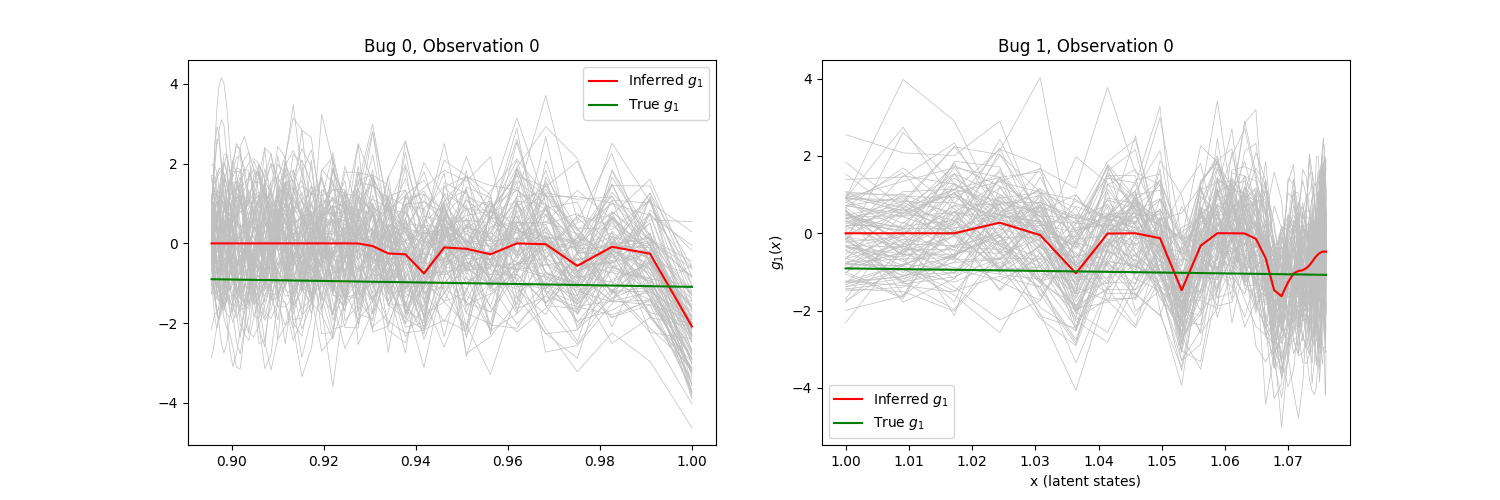 Bug 0, Observation 0
4
2
0
−2
−4
Inferred g₁
True g₁
0.90 0.92 0.94 0.96 0.98 1.00
Bug 1, Observation 0
g₁(x)
4
2
0
−2
−4
Inferred g₁
True g₁
1.00 1.01 1.02 1.03 1.04 1.05 1.06 1.07
x (latent states)